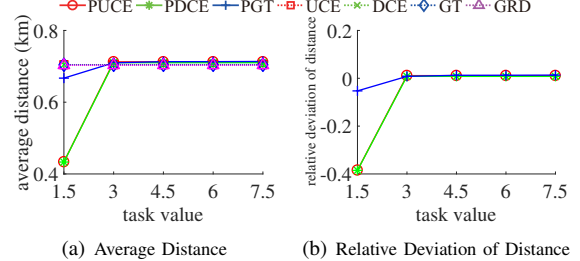 PUCE PDCE PGT UCE DCE GT GRD
average distance (km)
0.8
0.6
0.4
1.5 3 4.5 6 7.5
task value
(a) Average Distance
relative deviation of distance
0.2
0
-0.2
-0.4
1.5 3 4.5 6 7.5
task value
(b) Relative Deviation of Distance